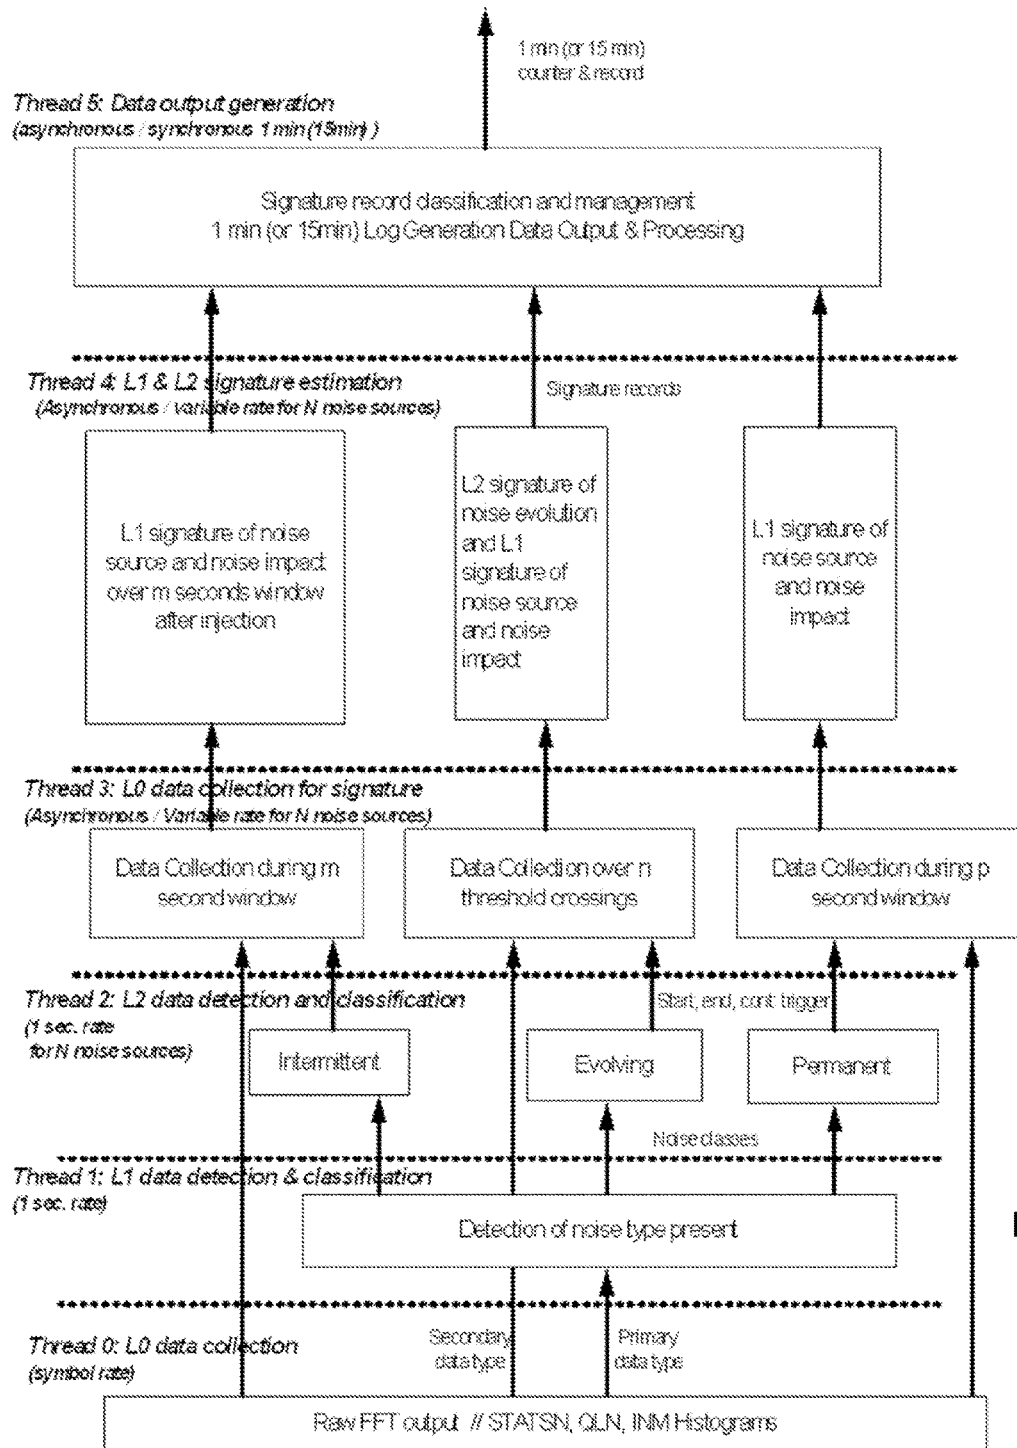 1 min (or 15 min)
counter & record
Thread 5: Data output generation
(asynchronous / synchronous 1 min (15min) )
Signature record classification and management
1 min (or 15min) Log Generation Data Output & Processing
Thread 4: L1 & L2 signature estimation
(Asynchronous / variable rate for N noise sources)
Signature records
L1 signature of noise
source and noise impact
over m seconds window
after injection
L2 signature of
noise evolution
and L1
signature of
noise source
and noise
impact
L1 signature of
noise source
and noise
impact
Thread 3: L0 data collection for signature
(Asynchronous / Variable rate for N noise sources)
Data Collection during m
second window
Data Collection over n
threshold crossings
Data Collection during p
second window
Thread 2: L2 data detection and classification
(1 sec. rate
for N noise sources)
Start, end, cont. trigger
Intermittent
Evolving
Permanent
Noise classes
Thread 1: L1 data detection & classification
(1 sec. rate)
Detection of noise type present
Thread 0: L0 data collection
(symbol rate)
Secondary
data type
Primary
data type
Raw FFT output // STATSN, QLN, INM Histograms